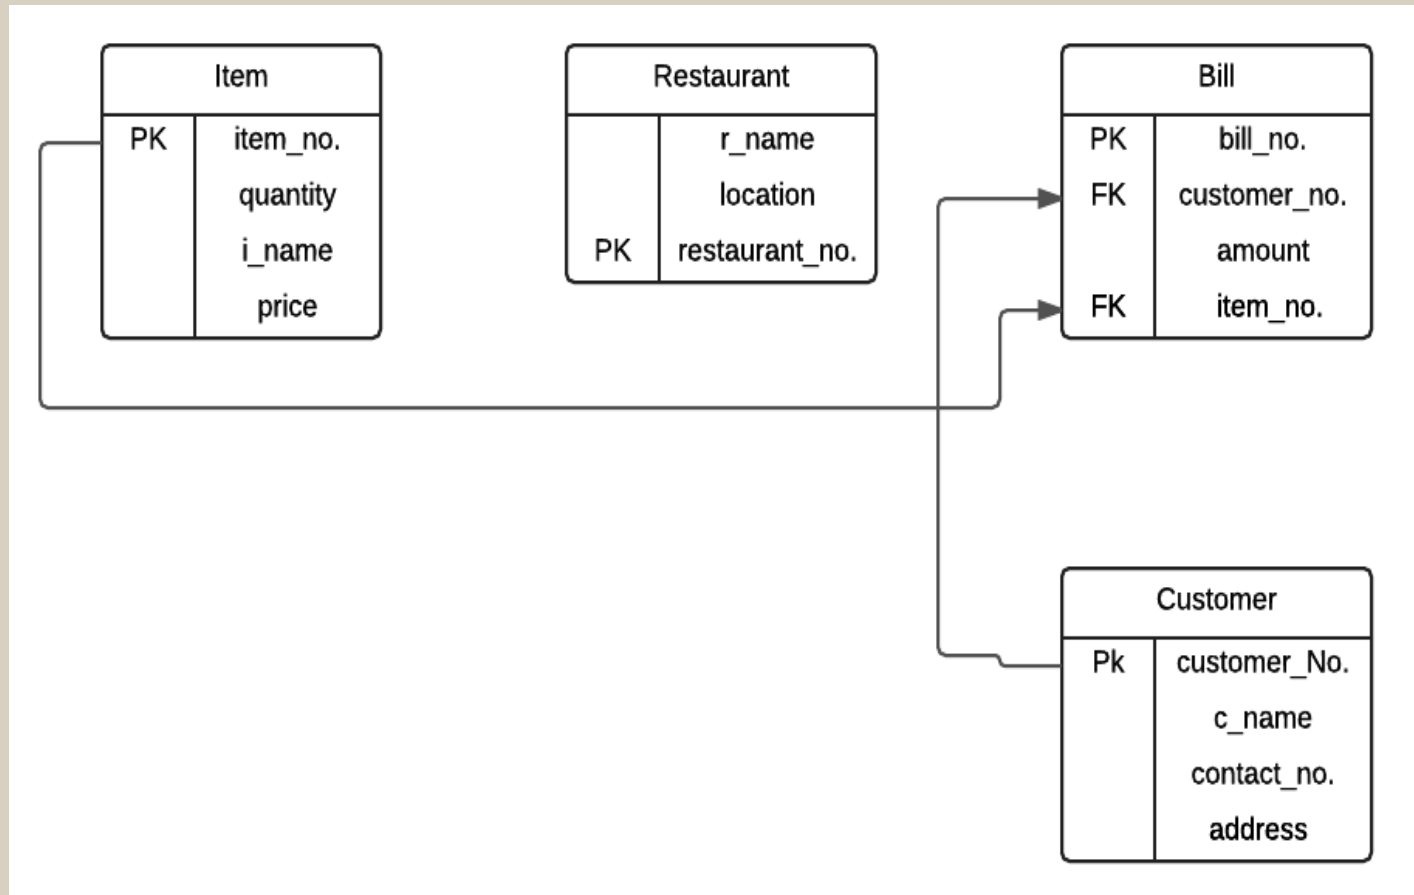 Item
PK item_no.
quantity
i_name
price
Restaurant
r_name
location
PK restaurant_no.
Bill
PK bill_no.
FK customer_no.
amount
FK item_no.
Customer
Pk customer_No.
c_name
contact_no.
address